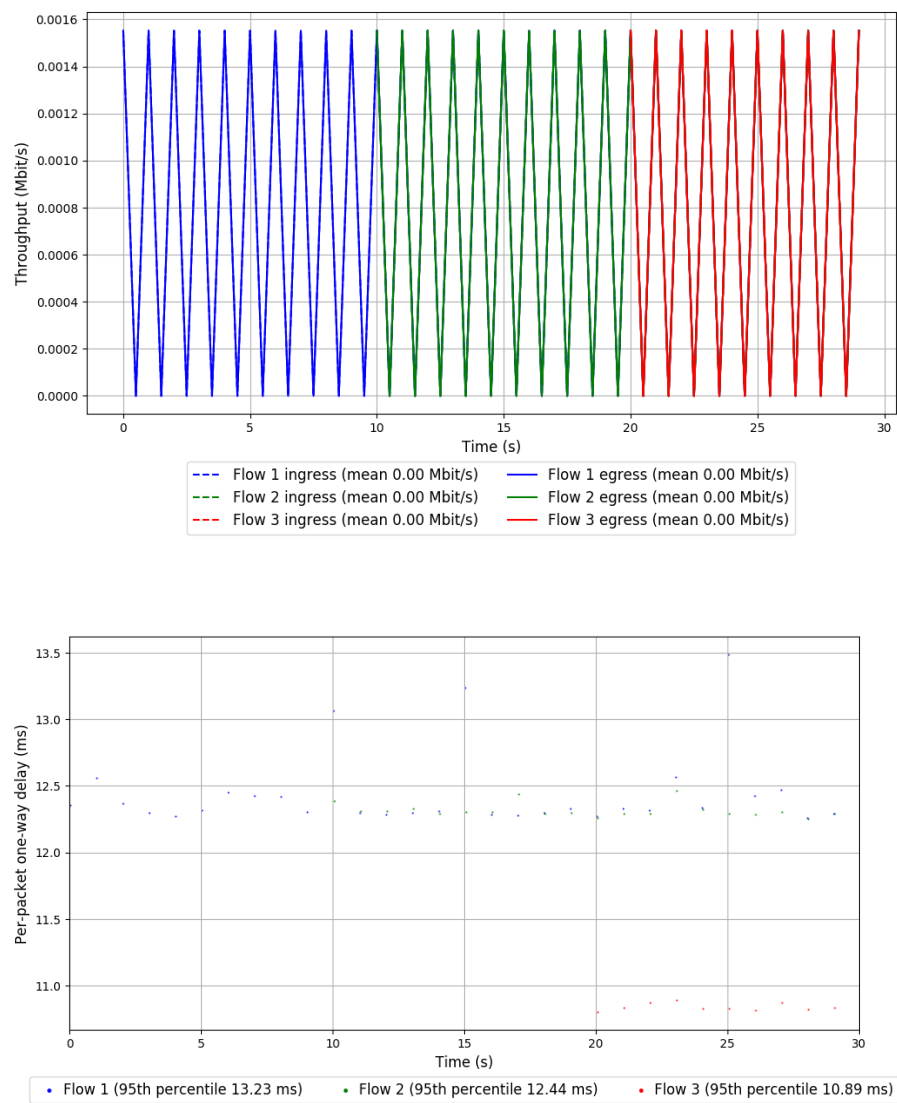 0.0016
0.0014
0.0012
0.0010
0.0008
0.0006
0.0004
0.0002
0.0000
Throughput (Mbit/s)
0 5 10 15 20 25 30
Time (s)
Flow 1 ingress (mean 0.00 Mbit/s) Flow 1 egress (mean 0.00 Mbit/s)
Flow 2 ingress (mean 0.00 Mbit/s) Flow 2 egress (mean 0.00 Mbit/s)
Flow 3 ingress (mean 0.00 Mbit/s) Flow 3 egress (mean 0.00 Mbit/s)
13.5
13.0
12.5
12.0
11.5
11.0
Per-packet one-way delay (ms)
0 5 10 15 20 25 30
Time (s)
Flow 1 (95th percentile 13.23 ms) Flow 2 (95th percentile 12.44 ms) Flow 3 (95th percentile 10.89 ms)